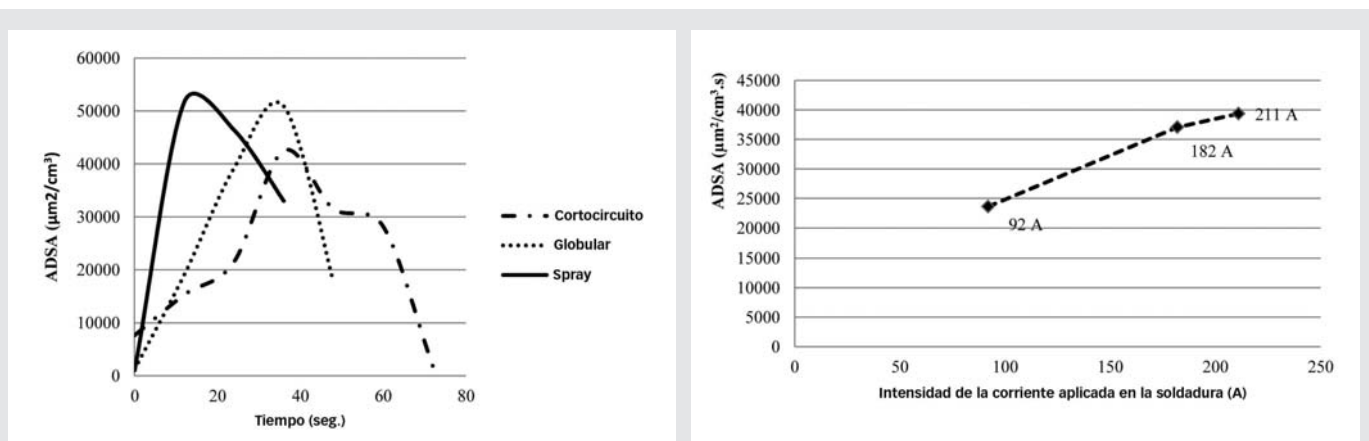 60000
50000
40000
30000
20000
10000
0
ADSA (µm2/cm³)
0 20 40 60 80
Tiempo (seg.)
Cortocircuito
Globular
Spray
45000
40000
35000
30000
25000
20000
15000
10000
5000
0
ADSA (µm²/cm³.s)
211 A
182 A
92 A
0 50 100 150 200 250
Intensidad de la corriente aplicada en la soldadura (A)